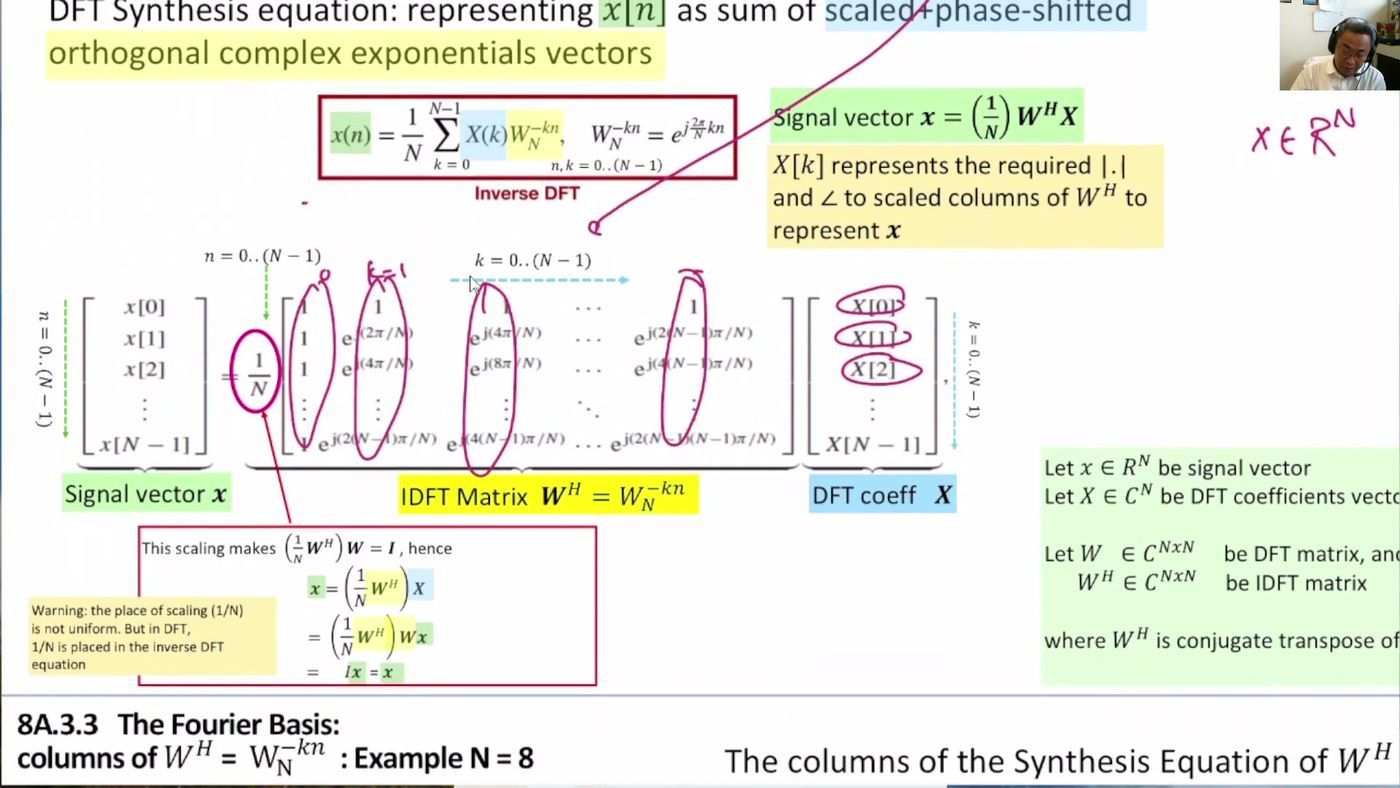 DFT Synthesis equation: representing x[n] as sum of scaled+phase-shifted
orthogonal complex exponentials vectors
x(n) = 1/N ∑_{k = 0}^{N−1} X(k)W_N^{−kn}, W_N^{−kn} = e^{j(2π/N)kn}
n,k = 0..(N − 1)
Inverse DFT
Signal vector x = (1/N) W^H X
X[k] represents the required |.|
and ∠ to scaled columns of W^H to
represent x
x ∈ R^N
n = 0..(N − 1)
k = 0..(N − 1)
0 k=1
n = 0..(N − 1)
x[0]
x[1]
x[2]
⋮
x[N − 1]
= 1/N
1 1 1 ... 1
1 e^{j(2π/N)} e^{j(4π/N)} ... e^{j(2(N−1)π/N)}
1 e^{j(4π/N)} e^{j(8π/N)} ... e^{j(4(N−1)π/N)}
⋮ ⋮ ⋮ ⋱ ⋮
1 e^{j(2(N−1)π/N)} e^{j(4(N−1)π/N)} ... e^{j(2(N−1)(N−1)π/N)}
X[0]
X[1]
X[2]
⋮
X[N − 1]
,
k = 0..(N − 1)
Signal vector x
IDFT Matrix W^H = W_N^{−kn}
DFT coeff X
This scaling makes (1/N W^H) W = I , hence
x = (1/N W^H) X
= (1/N W^H) Wx
= Ix = x
Warning: the place of scaling (1/N)
is not uniform. But in DFT,
1/N is placed in the inverse DFT
equation
Let x ∈ R^N be signal vector
Let X ∈ C^N be DFT coefficients vecto
Let W ∈ C^{NxN} be DFT matrix, and
W^H ∈ C^{NxN} be IDFT matrix
where W^H is conjugate transpose of
8A.3.3 The Fourier Basis:
columns of W^H = W_N^{−kn} : Example N = 8
The columns of the Synthesis Equation of W^H